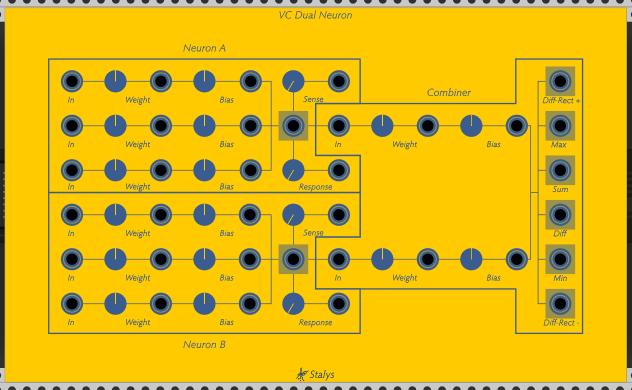 VC Dual Neuron
Neuron A
Combiner
In Weight Bias Sense Diff-Rect +
In Weight Bias In Weight Bias Max
In Weight Bias Response Sum
In Weight Bias Sense Diff
In Weight Bias In Weight Bias Min
In Weight Bias Response Diff-Rect -
Neuron B
Stalys